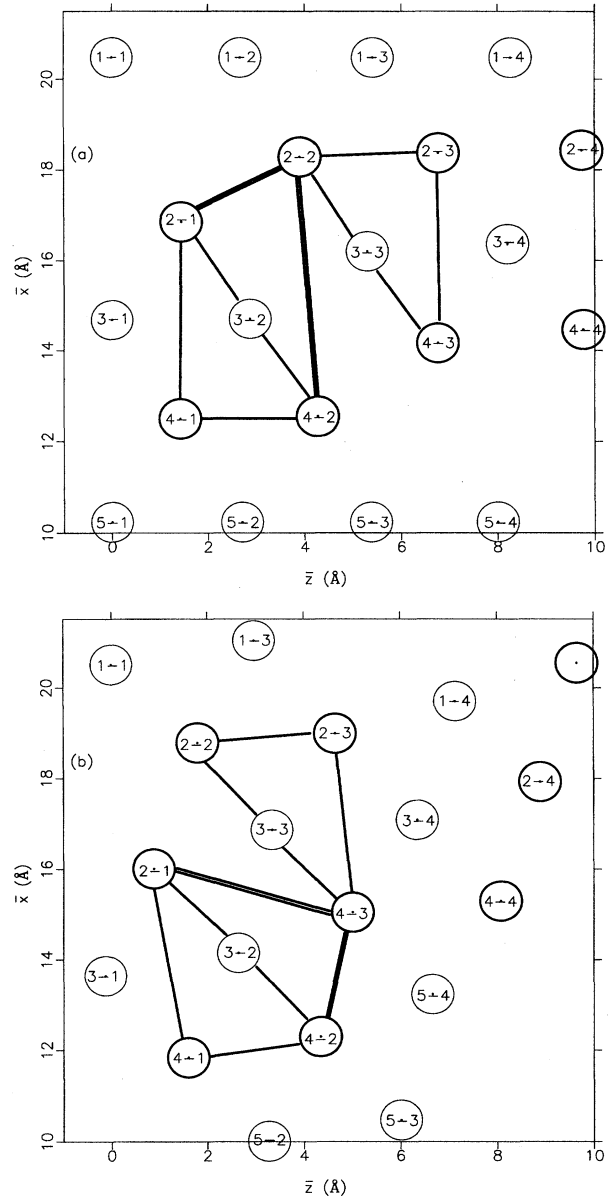 1-1 1-2 1-3 1-4
20
(a) 2-2 2-3 2-4
18
2-1
x̄ (Å) 16 3-3 3-4
3-1 3-2 4-3 4-4
14
4-1 4-2
12
10 5-1 5-2 5-3 5-4
0 2 4 6 8 10
z̄ (Å)
1-1 1-3
20 1-4
2-2 2-3
(b)
18 2-4
3-3 3-4
x̄ (Å) 16 2-1
4-3 4-4
3-1 3-2
14
5-4
4-1 4-2
12
5-3
10 5-2
0 2 4 6 8 10
z̄ (Å)